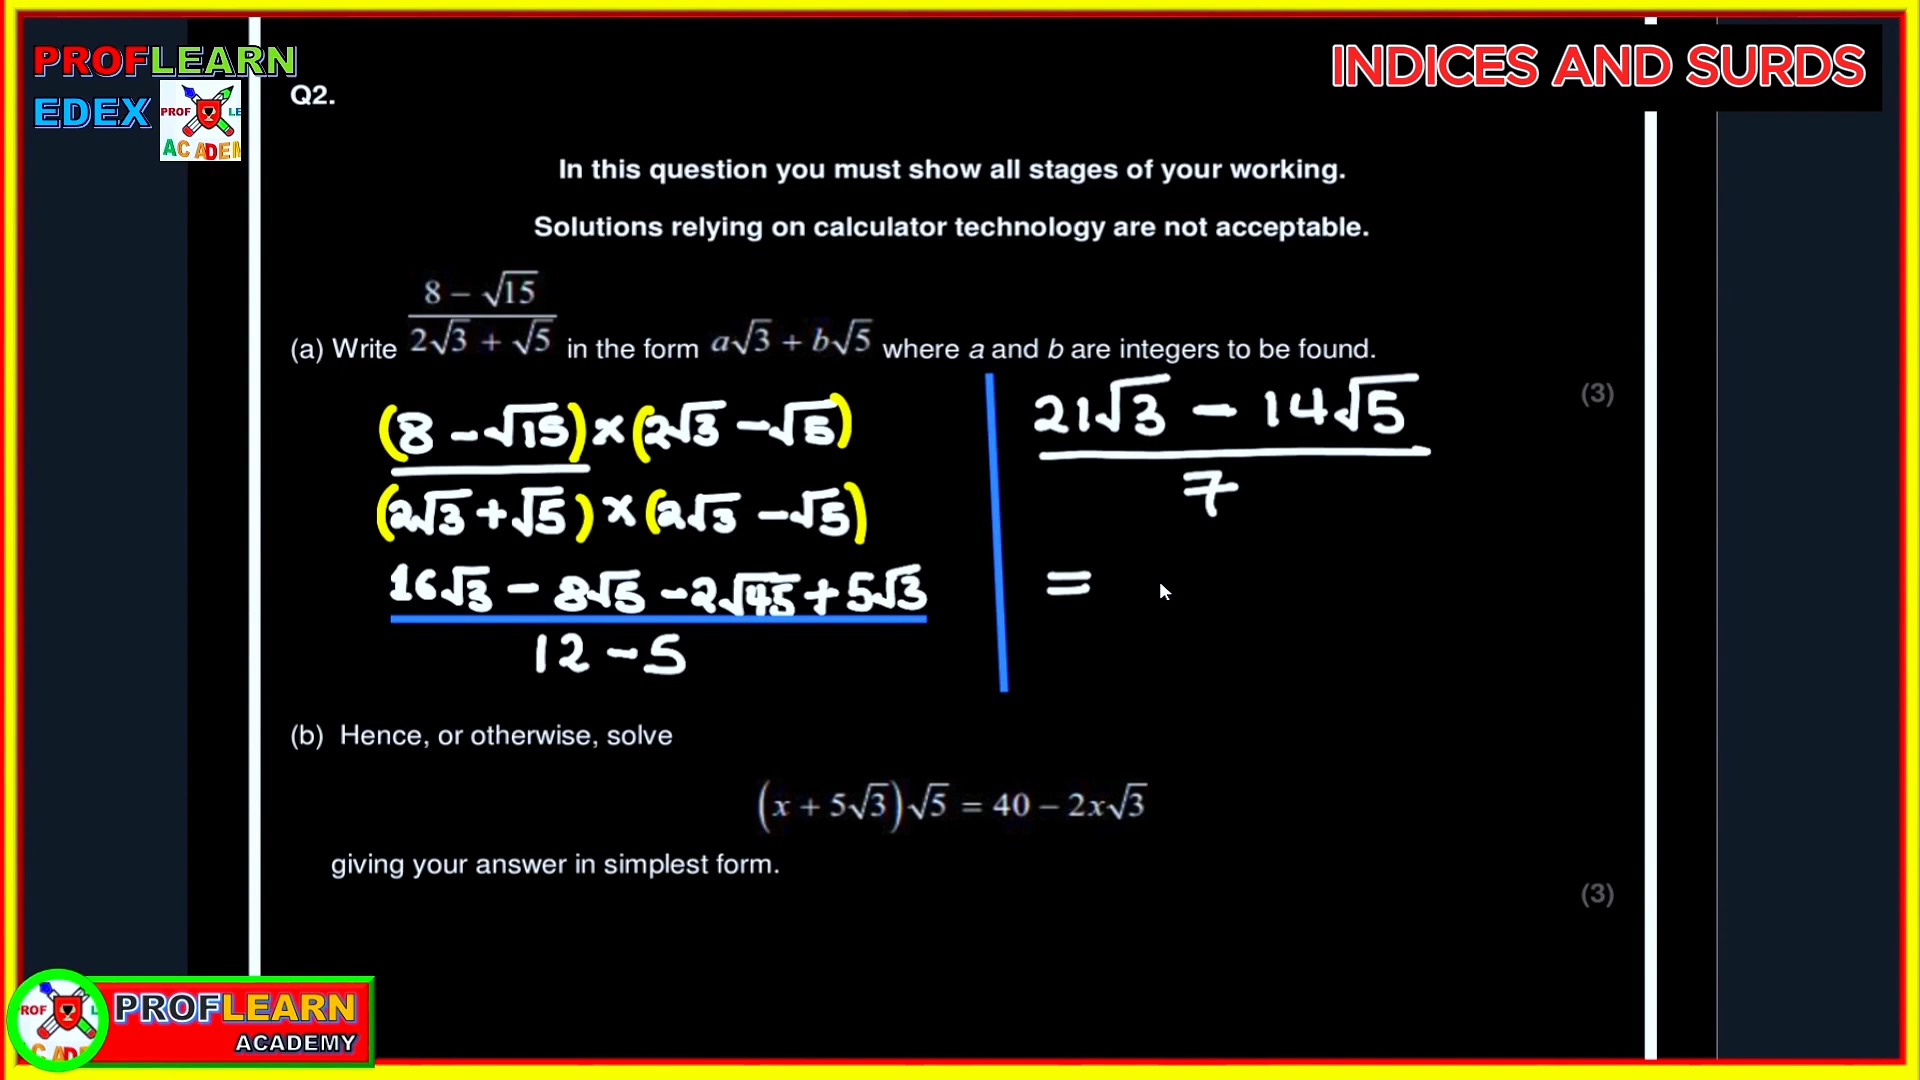 PROFLEARN
EDEX
PROF LE
ACADEM
INDICES AND SURDS
Q2.
In this question you must show all stages of your working.
Solutions relying on calculator technology are not acceptable.
(a) Write (8 − √15)/(2√3 + √5) in the form a√3 + b√5 where a and b are integers to be found.
(3)
(8 − √15) × (2√3 − √5)
(2√3 + √5) × (2√3 − √5)
16√3 − 8√5 − 2√45 + 5√3
12 − 5
21√3 − 14√5
7
=
(b) Hence, or otherwise, solve
(x + 5√3)√5 = 40 − 2x√3
giving your answer in simplest form.
(3)
PROFLEARN
ACADEMY